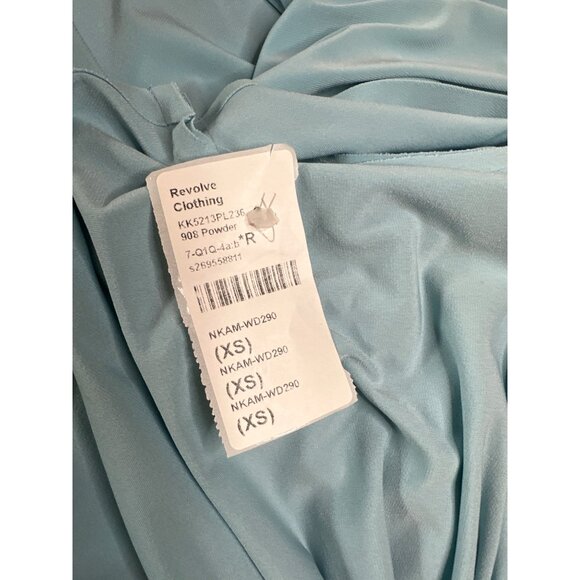 Revolve
Clothing
KK5213PL236
908 Powder
7-Q1Q-4a:b*R
s269558811
NKAM-WD290
(XS)
NKAM-WD290
(XS)
NKAM-WD290
(XS)